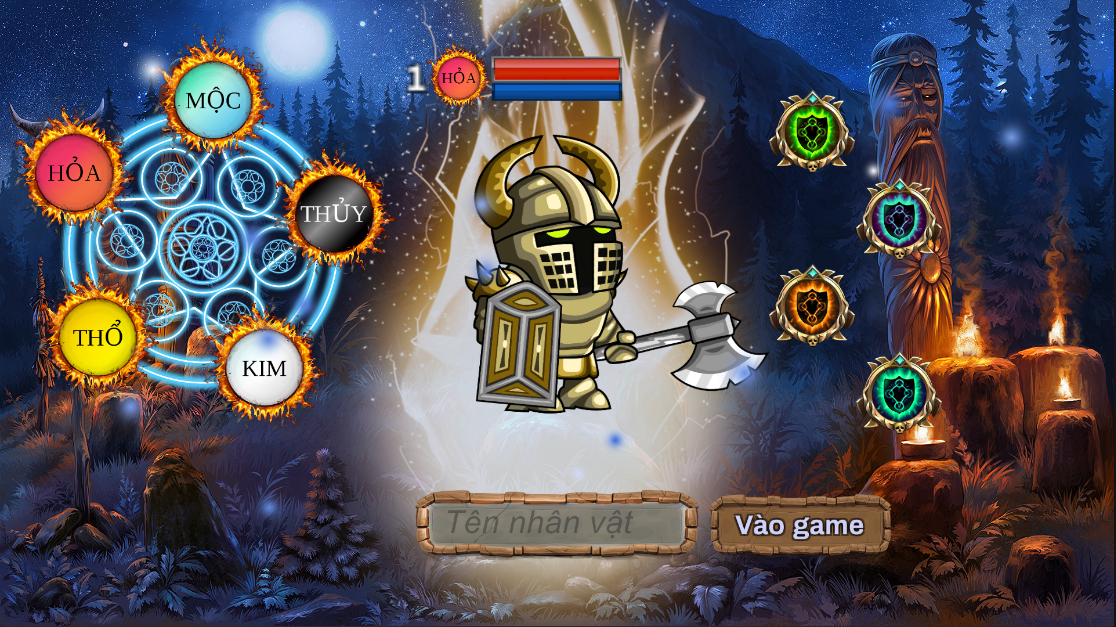 MỘC
1 HỎA
HỎA
THỦY
THỔ
KIM
Tên nhân vật
Vào game